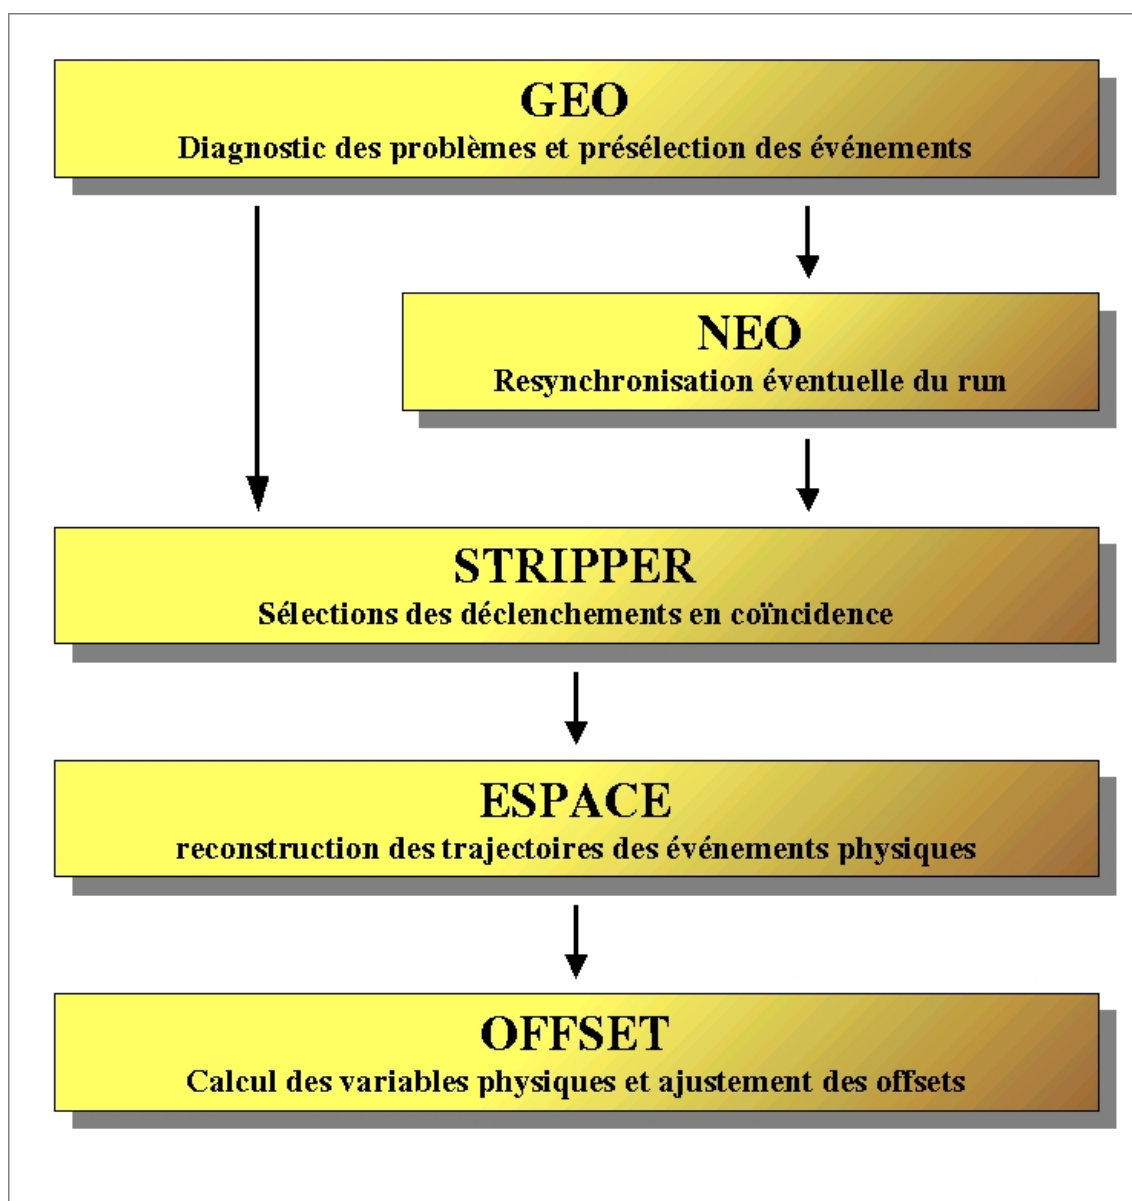 GEO
Diagnostic des problèmes et présélection des événements
NEO
Resynchronisation éventuelle du run
STRIPPER
Sélections des déclenchements en coïncidence
ESPACE
reconstruction des trajectoires des événements physiques
OFFSET
Calcul des variables physiques et ajustement des offsets